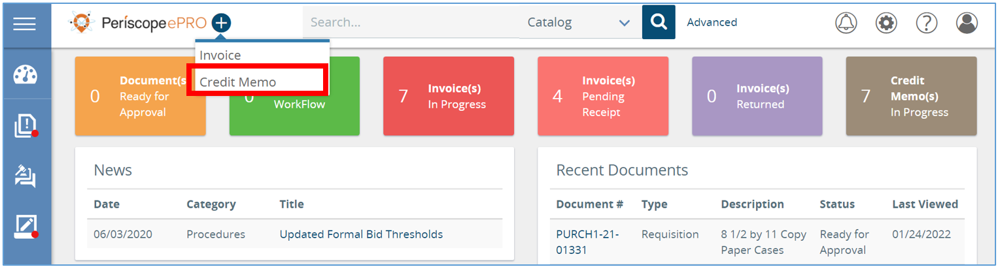 Periscope ePRO
Search...
Catalog
Advanced
Invoice
Credit Memo
0
Document(s
Ready for
Approval
0
WorkFlow
7
Invoice(s)
In Progress
4
Invoice(s)
Pending
Receipt
0
Invoice(s)
Returned
7
Credit
Memo(s)
In Progress
News
Date Category Title
06/03/2020 Procedures Updated Formal Bid Thresholds
Recent Documents
Document # Type Description Status Last Viewed
PURCH1-21- Requisition 8 1/2 by 11 Copy Ready for 01/24/2022
01331 Paper Cases Approval